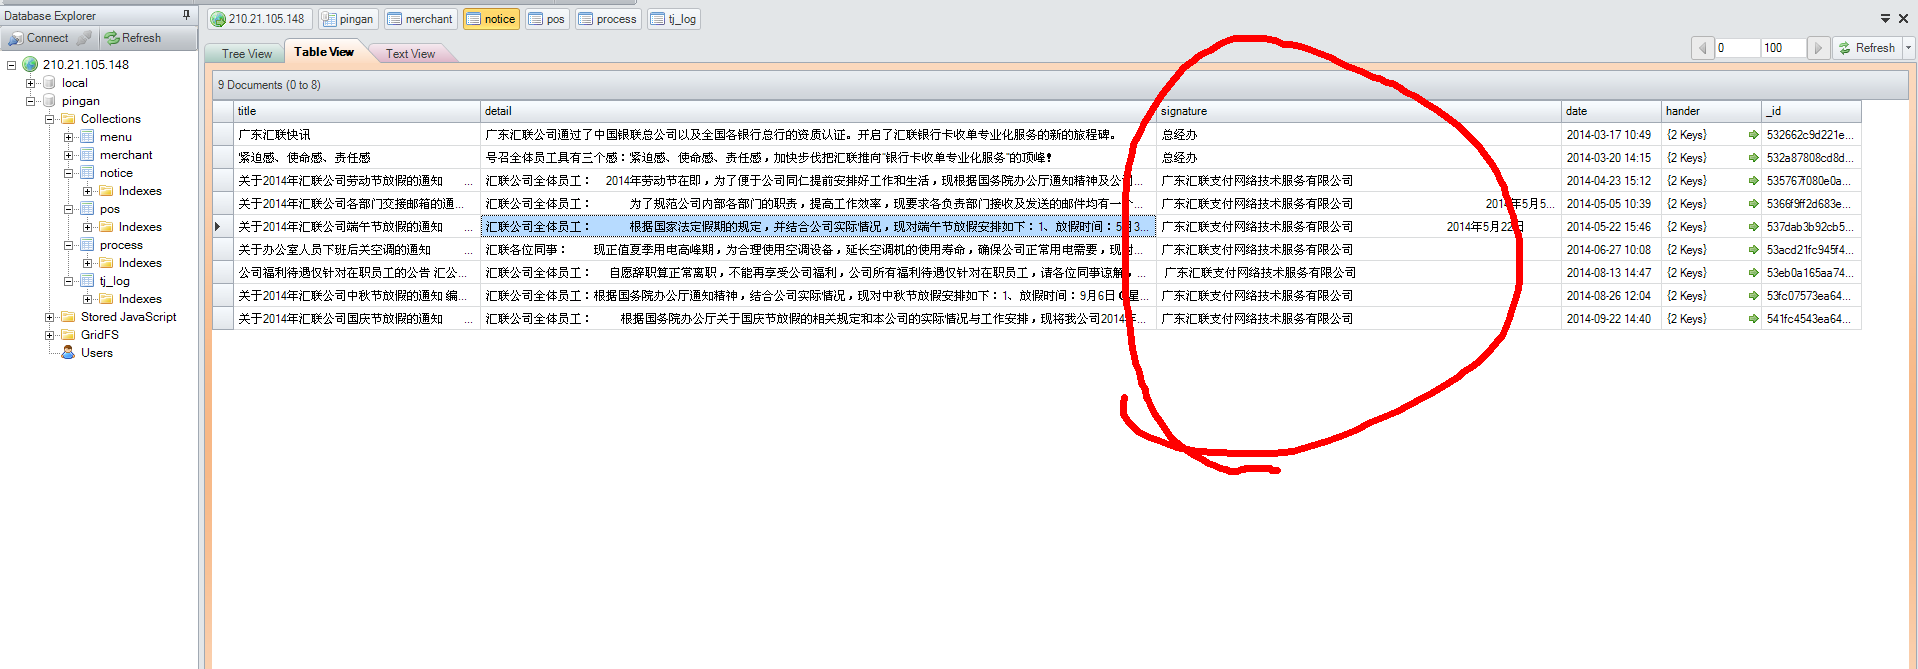 Database Explorer
Connect Refresh
210.21.105.148
local
pingan
Collections
menu
merchant
notice
Indexes
pos
Indexes
process
Indexes
tj_log
Indexes
Stored JavaScript
GridFS
Users
210.21.105.148 pingan merchant notice pos process tj_log
Tree View Table View Text View 0 100 Refresh
9 Documents (0 to 8)
title detail signature date hander _id
广东汇联快讯 广东汇联公司通过了中国银联总公司以及全国各银行总行的资质认证。开启了汇联银行卡收单专业化服务的新的旅程碑。 总经办 2014-03-17 10:49 {2 Keys} 532662c9d221e...
紧迫感、使命感、责任感 号召全体员工具有三个感：紧迫感、使命感、责任感，加快步伐把汇联推向"银行卡收单专业化服务"的顶峰！ 总经办 2014-03-20 14:15 {2 Keys} 532a87808cd8d...
关于2014年汇联公司劳动节放假的通知 ... 汇联公司全体员工： 2014年劳动节在即，为了便于公司同仁提前安排好工作和生活，现根据国务院办公厅通知精神及公司... 广东汇联支付网络技术服务有限公司 2014-04-23 15:12 {2 Keys} 535767f080e0a...
关于2014年汇联公司各部门交接邮箱的通... 汇联公司全体员工： 为了规范公司内部各部门的职责，提高工作效率，现要求各负责部门接收及发送的邮件均有一个... 广东汇联支付网络技术服务有限公司 2014年5月5... 2014-05-05 10:39 {2 Keys} 5366f9ff2d683e...
关于2014年汇联公司端午节放假的通知 汇联公司全体员工： 根据国家法定假期的规定，并结合公司实际情况，现对端午节放假安排如下：1、放假时间：5月3... 2014年5月22日 2014-05-22 15:46 {2 Keys} 537dab3b92cb5...
关于办公室人员下班后关空调的通知 ... 汇联各位同事： 现正值夏季用电高峰期，为合理使用空调设备，延长空调机的使用寿命，确保公司正常用电需要，现对... 广东汇联支付网络技术服务有限公司 2014-06-27 10:08 {2 Keys} 53acd21fc945f4...
公司福利待遇仅针对在职员工的公告 汇公... 汇联公司全体员工： 自愿辞职算正常离职，不能再享受公司福利，公司所有福利待遇仅针对在职员工，请各位同事谅解，... 广东汇联支付网络技术服务有限公司 2014-08-13 14:47 {2 Keys} 53eb0a165aa74...
关于2014年汇联公司中秋节放假的通知 编... 汇联公司全体员工：根据国务院办公厅通知精神，结合公司实际情况，现对中秋节放假安排如下：1、放假时间：9月6日（星... 广东汇联支付网络技术服务有限公司 2014-08-26 12:04 {2 Keys} 53fc07573ea64...
关于2014年汇联公司国庆节放假的通知 ... 汇联公司全体员工： 根据国务院办公厅关于国庆节放假的相关规定和本公司的实际情况与工作安排，现将我公司2014年... 广东汇联支付网络技术服务有限公司 2014-09-22 14:40 {2 Keys} 541fc4543ea64...